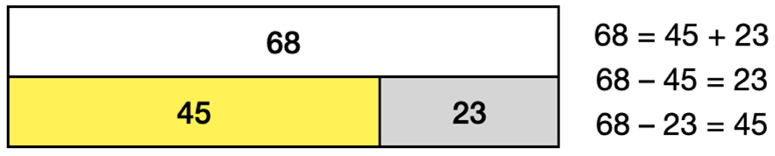 68
45 23
68 = 45 + 23
68 – 45 = 23
68 – 23 = 45